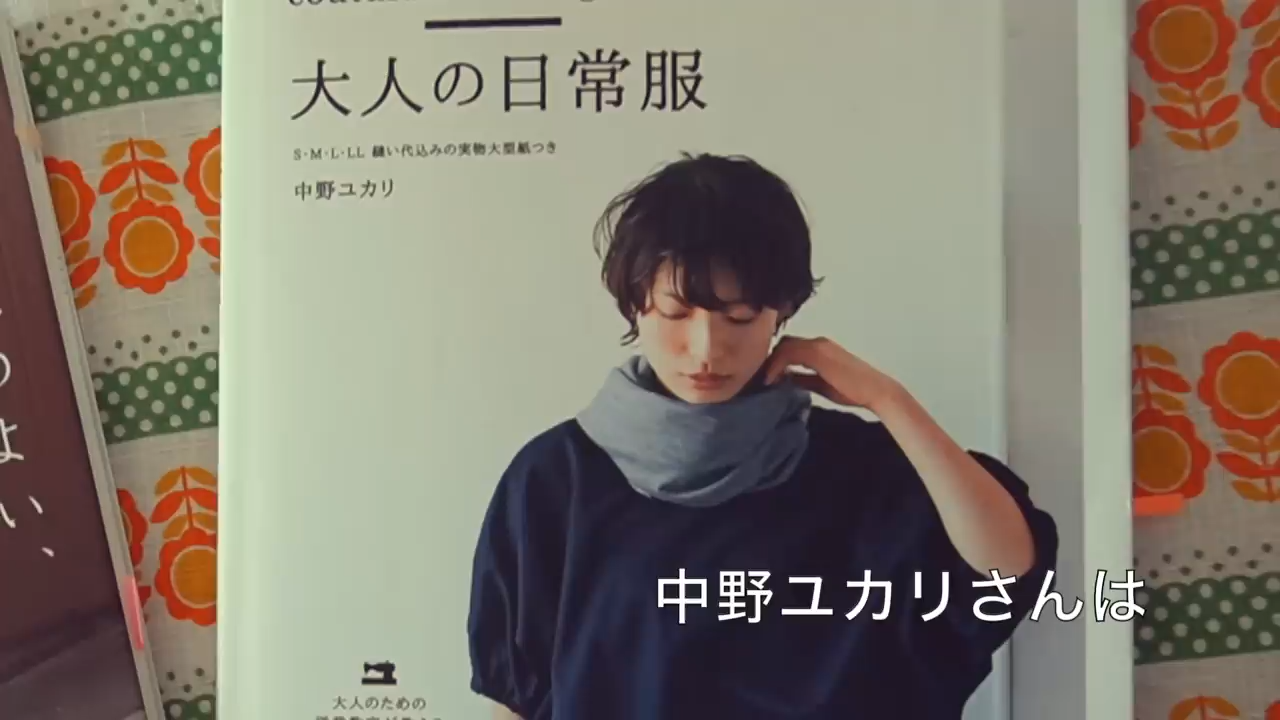 大人の日常服
S・M・L・LL 縫い代込みの実物大型紙つき
中野ユカリ
よい、
中野ユカリさんは
大人のための